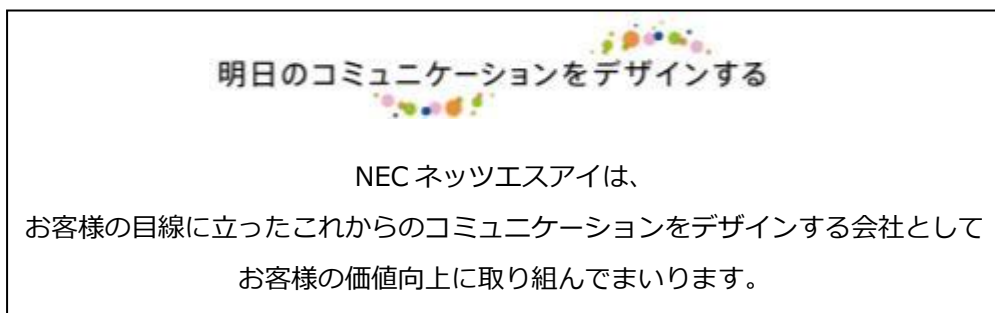 明日のコミュニケーションをデザインする
NECネッツエスアイは、
お客様の目線に立ったこれからのコミュニケーションをデザインする会社として
お客様の価値向上に取り組んでまいります。